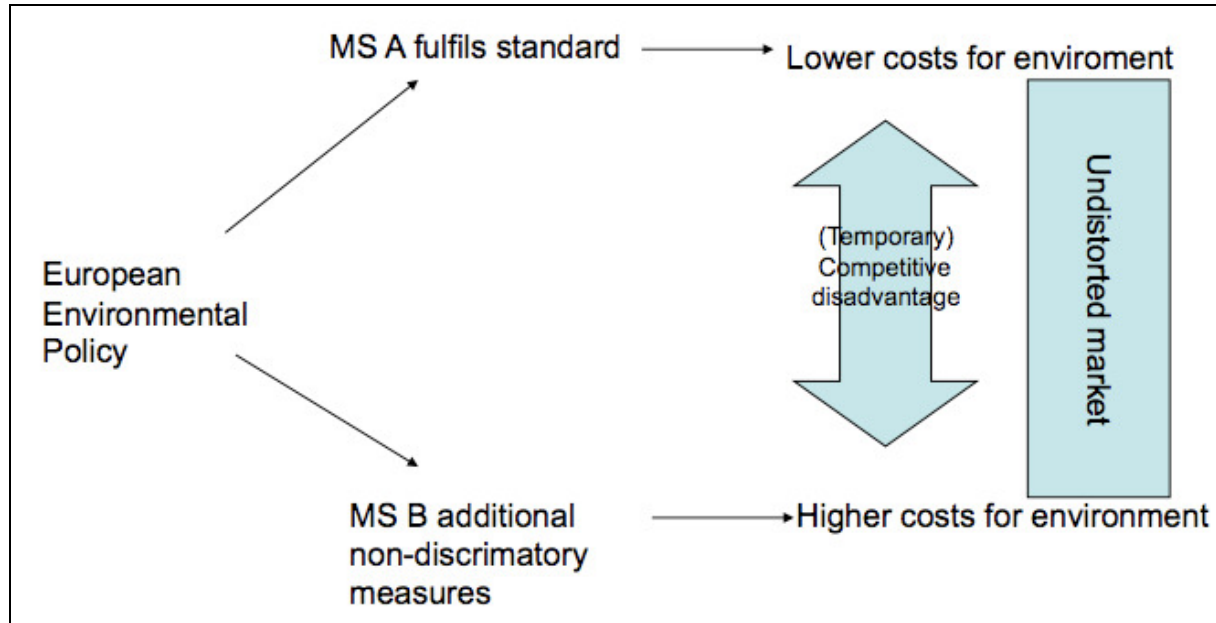 MS A fulfils standard
Lower costs for enviroment
(Temporary)
Competitive
disadvantage
Undistorted market
European
Environmental
Policy
MS B additional
non-discrimatory
measures
Higher costs for environment